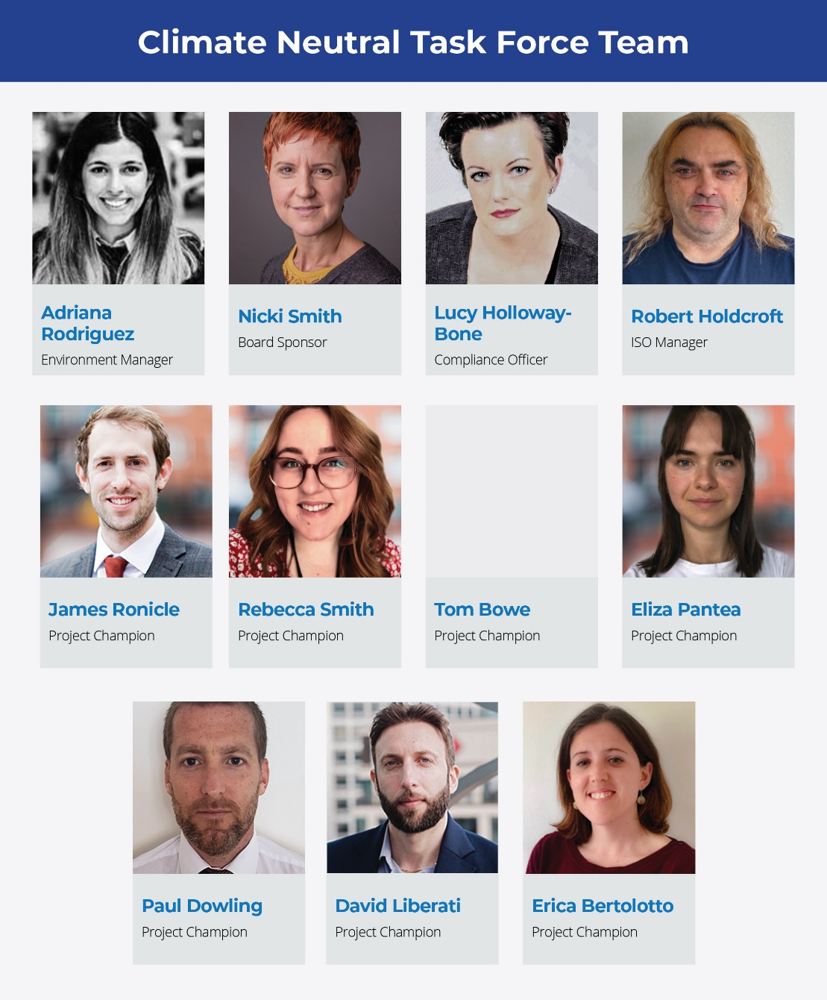 Climate Neutral Task Force Team
Adriana
Rodriguez
Environment Manager
Nicki Smith
Board Sponsor
Lucy Holloway-
Bone
Compliance Officer
Robert Holdcroft
ISO Manager
James Ronicle
Project Champion
Rebecca Smith
Project Champion
Tom Bowe
Project Champion
Eliza Pantea
Project Champion
Paul Dowling
Project Champion
David Liberati
Project Champion
Erica Bertolotto
Project Champion